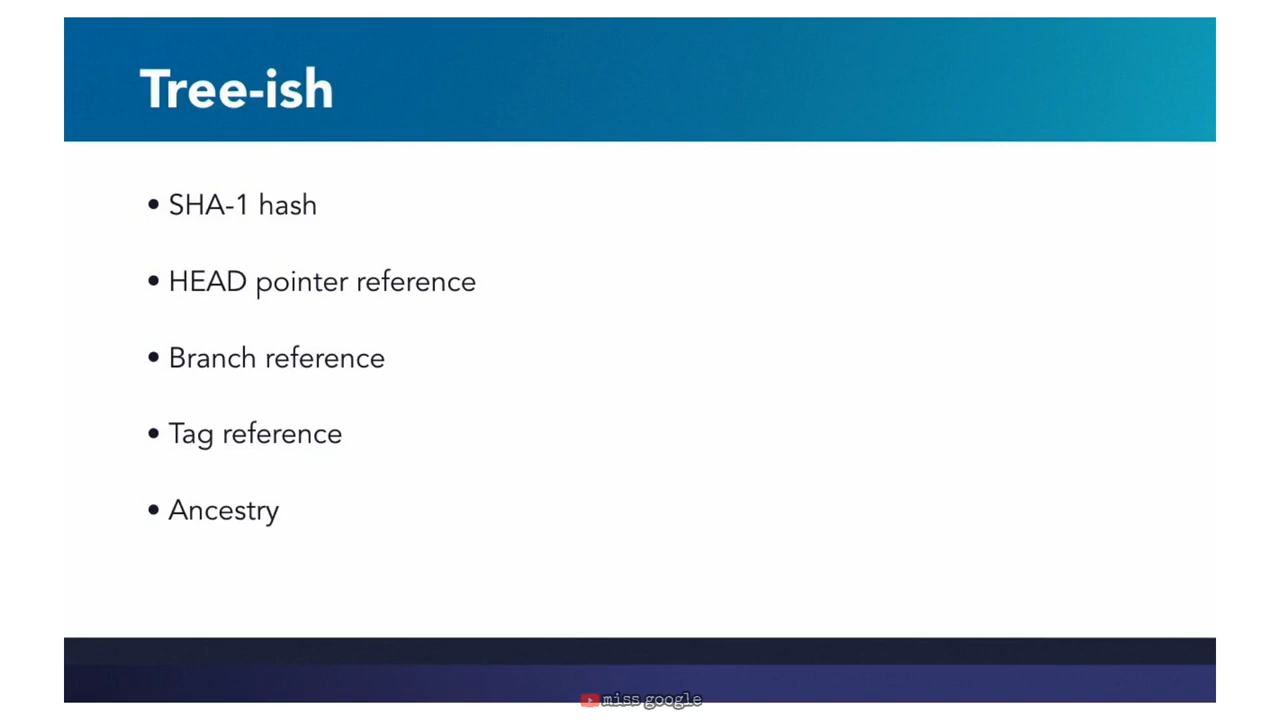 Tree-ish
• SHA-1 hash
• HEAD pointer reference
• Branch reference
• Tag reference
• Ancestry
miss google